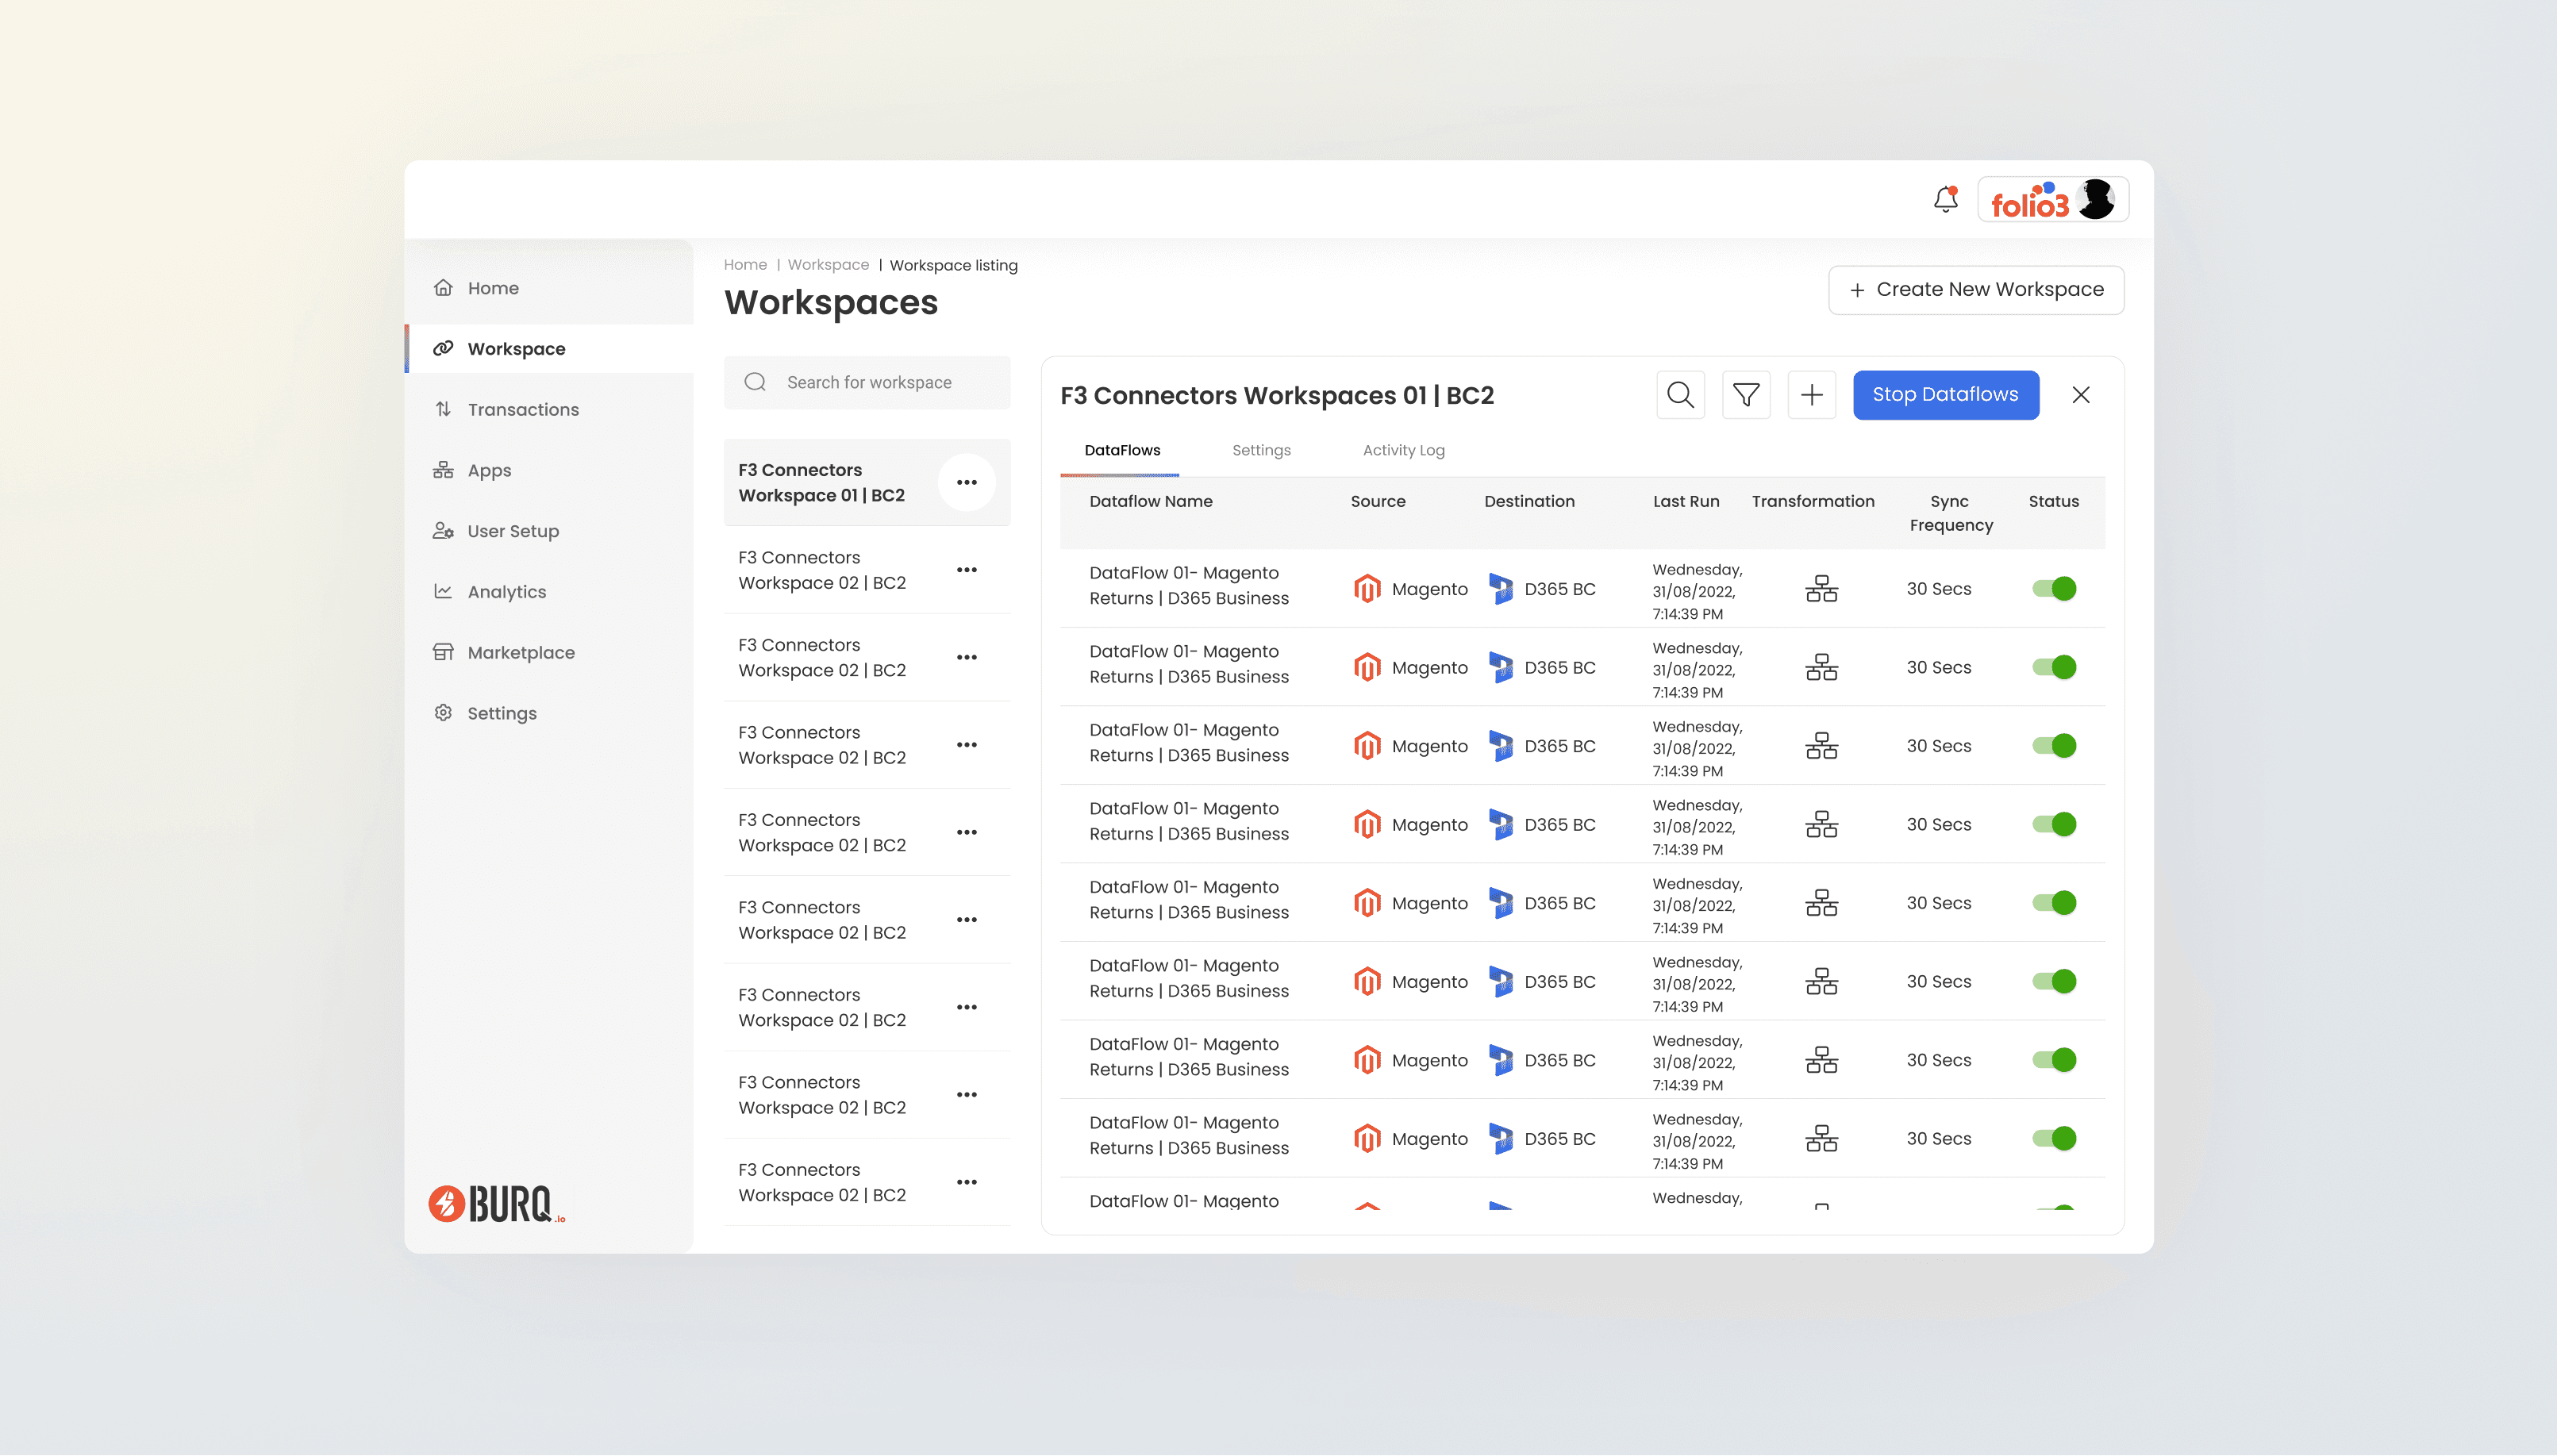 folio3
Home
Workspace
Transactions
Apps
User Setup
Analytics
Marketplace
Settings
BURQ.io
Home | Workspace | Workspace listing
Workspaces
+ Create New Workspace
Search for workspace
F3 Connectors
Workspace 01 | BC2
F3 Connectors
Workspace 02 | BC2
F3 Connectors
Workspace 02 | BC2
F3 Connectors
Workspace 02 | BC2
F3 Connectors
Workspace 02 | BC2
F3 Connectors
Workspace 02 | BC2
F3 Connectors
Workspace 02 | BC2
F3 Connectors
Workspace 02 | BC2
F3 Connectors
Workspace 02 | BC2
F3 Connectors Workspaces 01 | BC2
Stop Dataflows
DataFlows Settings Activity Log
Dataflow Name Source Destination Last Run Transformation Sync Status
Frequency
DataFlow 01- Magento
Returns | D365 Business
Magento
D365 BC
Wednesday,
31/08/2022,
7:14:39 PM
30 Secs
DataFlow 01- Magento
Returns | D365 Business
Magento
D365 BC
Wednesday,
31/08/2022,
7:14:39 PM
30 Secs
DataFlow 01- Magento
Returns | D365 Business
Magento
D365 BC
Wednesday,
31/08/2022,
7:14:39 PM
30 Secs
DataFlow 01- Magento
Returns | D365 Business
Magento
D365 BC
Wednesday,
31/08/2022,
7:14:39 PM
30 Secs
DataFlow 01- Magento
Returns | D365 Business
Magento
D365 BC
Wednesday,
31/08/2022,
7:14:39 PM
30 Secs
DataFlow 01- Magento
Returns | D365 Business
Magento
D365 BC
Wednesday,
31/08/2022,
7:14:39 PM
30 Secs
DataFlow 01- Magento
Returns | D365 Business
Magento
D365 BC
Wednesday,
31/08/2022,
7:14:39 PM
30 Secs
DataFlow 01- Magento
Returns | D365 Business
Magento
D365 BC
Wednesday,
31/08/2022,
7:14:39 PM
30 Secs
DataFlow 01- Magento
Wednesday,